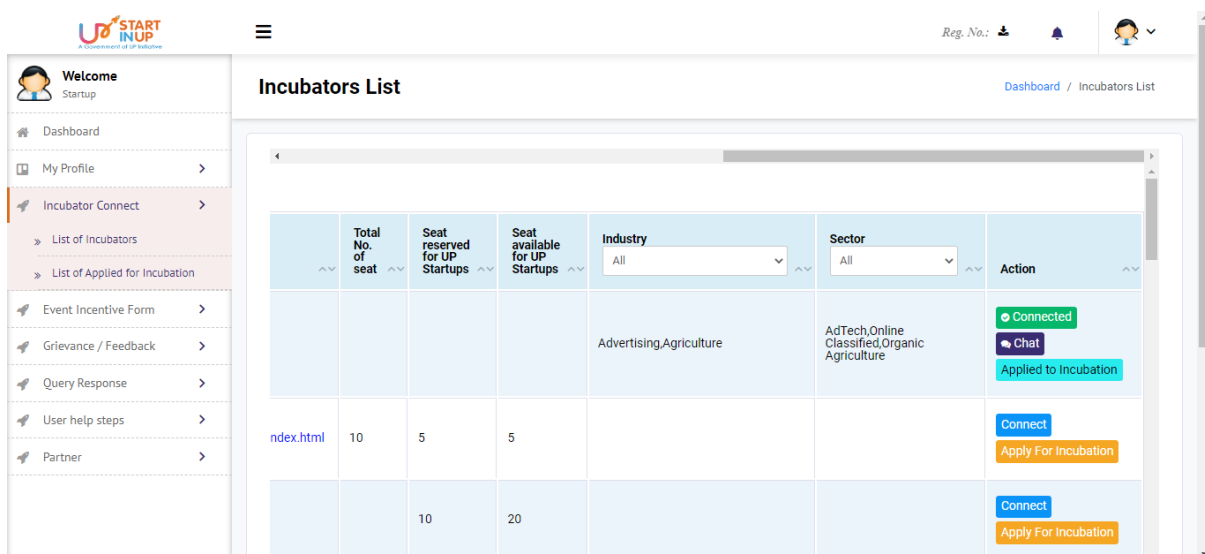 START
UP INUP
A Government of UP Initiative
Reg. No.:
Welcome
Startup
Incubators List
Dashboard / Incubators List
Dashboard
My Profile
Incubator Connect
List of Incubators
List of Applied for Incubation
Event Incentive Form
Grievance / Feedback
Query Response
User help steps
Partner
Total
No.
of
seat
Seat
reserved
for UP
Startups
Seat
available
for UP
Startups
Industry
All
Sector
All
Action
Advertising,Agriculture
AdTech,Online
Classified,Organic
Agriculture
Connected
Chat
Applied to Incubation
ndex.html 10 5 5
Connect
Apply For Incubation
10 20
Connect
Apply For Incubation